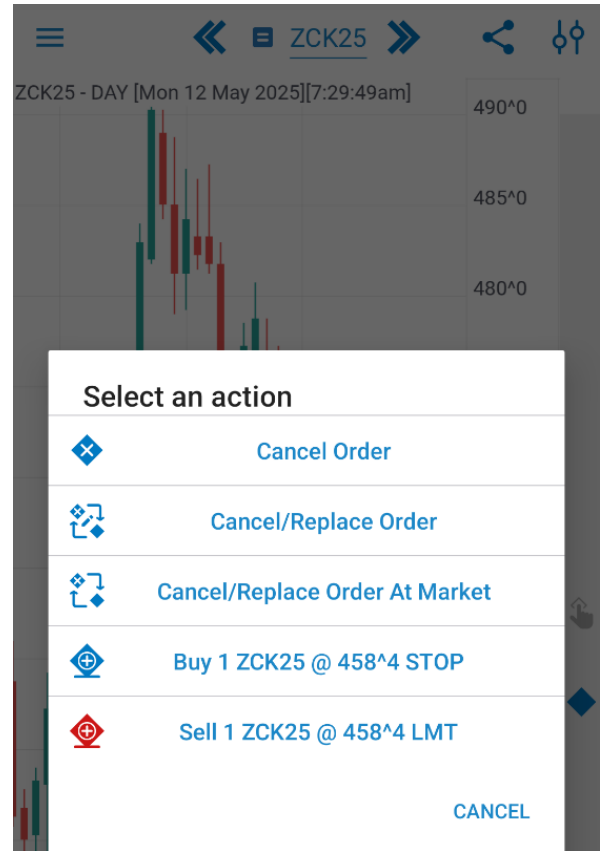 ZCK25
ZCK25 - DAY [Mon 12 May 2025][7:29:49am]
490^0
485^0
480^0
Select an action
Cancel Order
Cancel/Replace Order
Cancel/Replace Order At Market
Buy 1 ZCK25 @ 458^4 STOP
Sell 1 ZCK25 @ 458^4 LMT
CANCEL